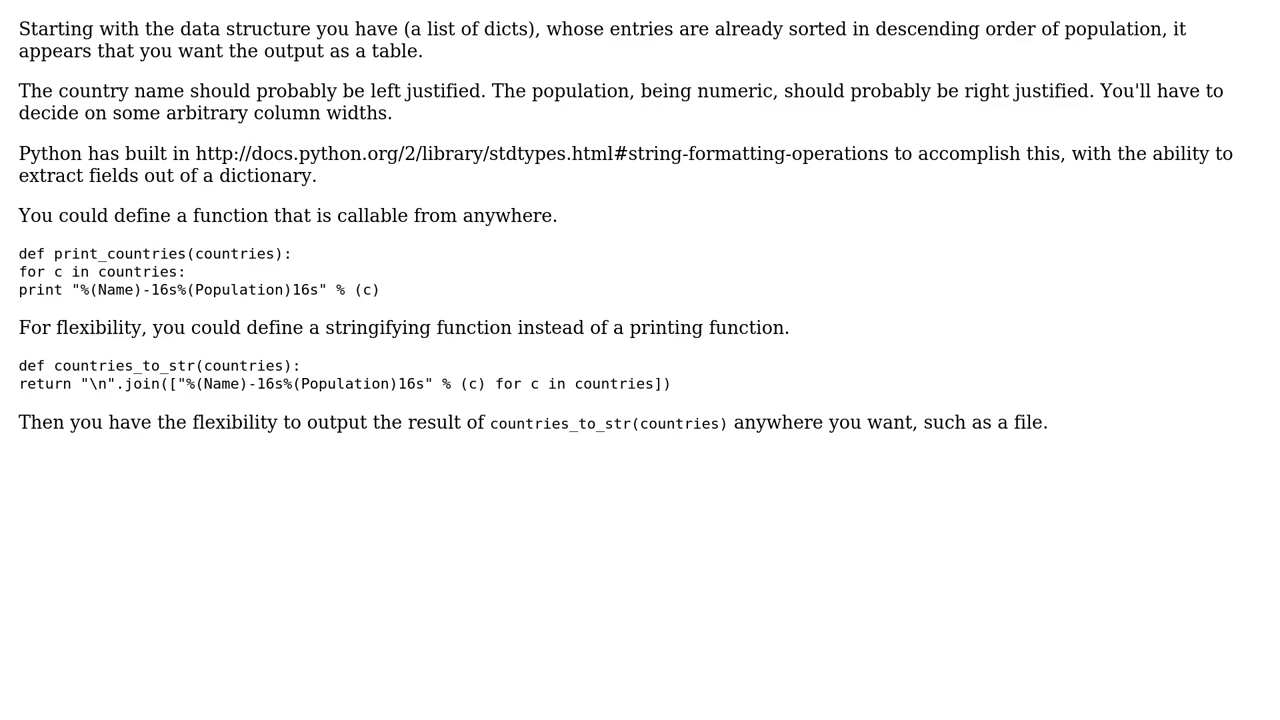 Starting with the data structure you have (a list of dicts), whose entries are already sorted in descending order of population, it
appears that you want the output as a table.
The country name should probably be left justified. The population, being numeric, should probably be right justified. You'll have to
decide on some arbitrary column widths.
Python has built in http://docs.python.org/2/library/stdtypes.html#string-formatting-operations to accomplish this, with the ability to
extract fields out of a dictionary.
You could define a function that is callable from anywhere.
def print_countries(countries):
for c in countries:
print "%(Name)-16s%(Population)16s" % (c)
For flexibility, you could define a stringifying function instead of a printing function.
def countries_to_str(countries):
return "\n".join(["%(Name)-16s%(Population)16s" % (c) for c in countries])
Then you have the flexibility to output the result of countries_to_str(countries) anywhere you want, such as a file.